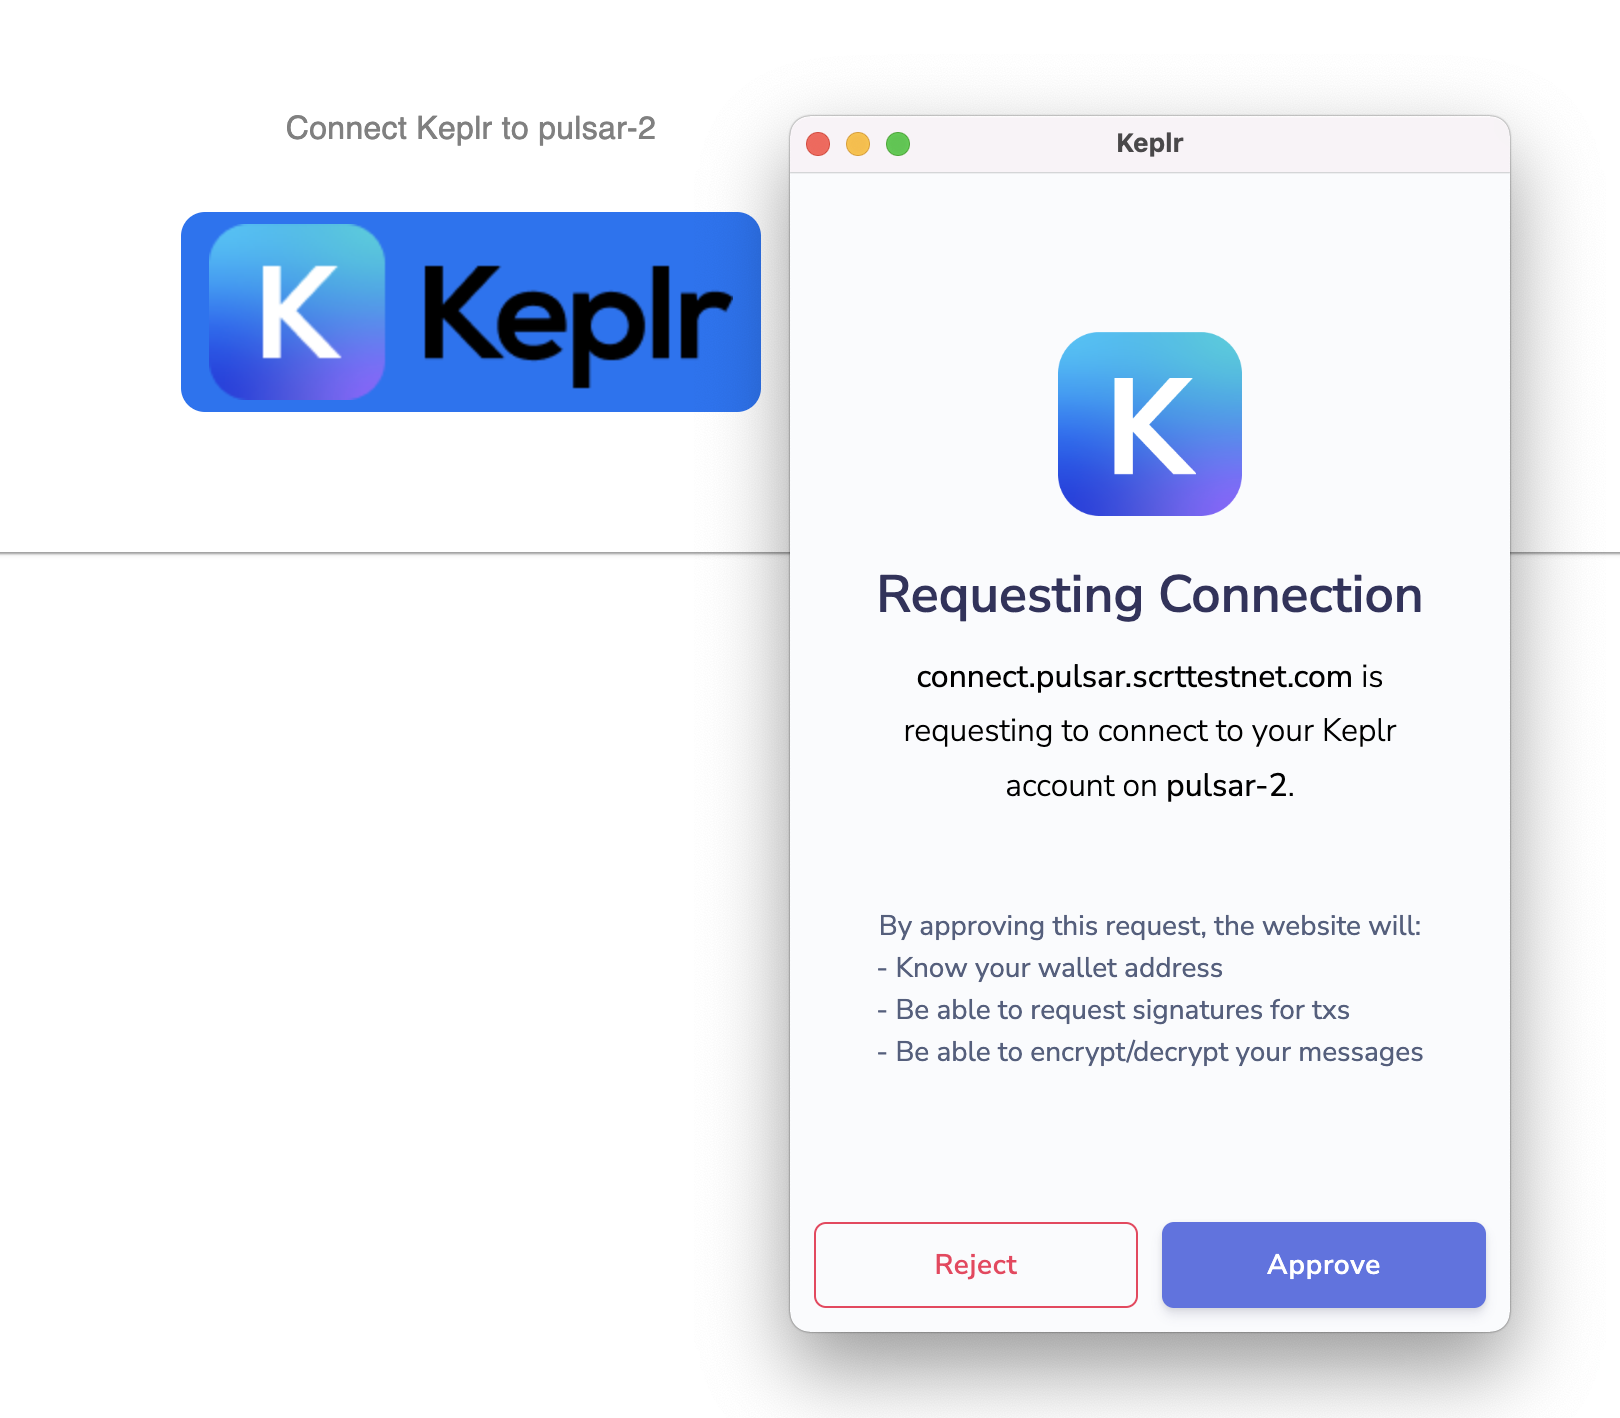 Connect Keplr to pulsar-2
K Keplr
Keplr
K
Requesting Connection
connect.pulsar.scrttestnet.com is
requesting to connect to your Keplr
account on pulsar-2.
By approving this request, the website will:
- Know your wallet address
- Be able to request signatures for txs
- Be able to encrypt/decrypt your messages
Reject
Approve